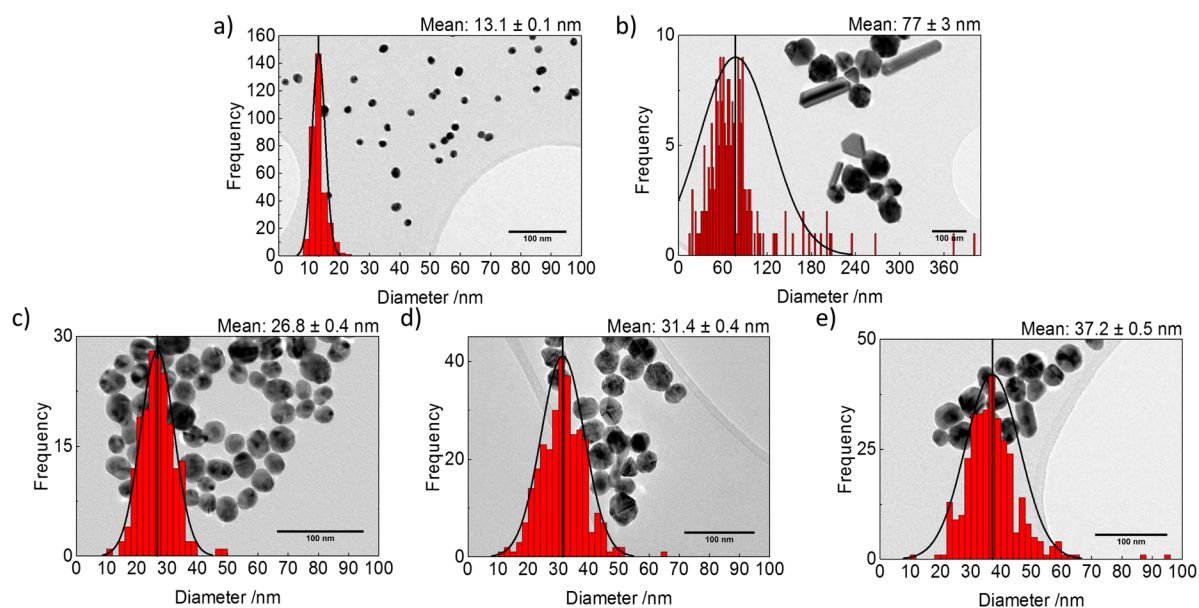 a)
Mean: 13.1 ± 0.1 nm
160
140
120
100
80
60
40
20
0
Frequency
100 nm
0 10 20 30 40 50 60 70 80 90 100
Diameter /nm
b)
Mean: 77 ± 3 nm
10
5
0
Frequency
100 nm
0 60 120 180 240 300 360
Diameter /nm
c)
Mean: 26.8 ± 0.4 nm
30
15
0
Frequency
100 nm
0 10 20 30 40 50 60 70 80 90 100
Diameter /nm
d)
Mean: 31.4 ± 0.4 nm
40
20
0
Frequency
100 nm
0 10 20 30 40 50 60 70 80 90 100
Diameter /nm
e)
Mean: 37.2 ± 0.5 nm
50
25
0
Frequency
100 nm
0 10 20 30 40 50 60 70 80 90 100
Diameter /nm